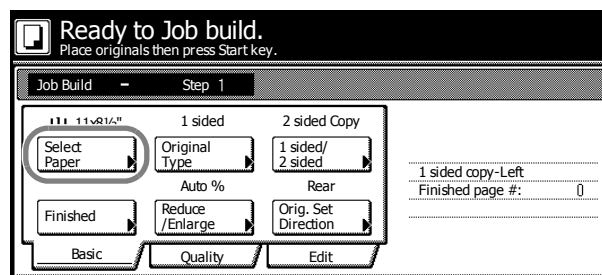 Ready to Job build.
Place originals then press Start key.
Job Build – Step 1
11x8½" 1 sided 2 sided Copy
Select Paper
Original Type
1 sided/ 2 sided
Auto % Rear
Finished
Reduce /Enlarge
Orig. Set Direction
Basic Quality Edit
1 sided copy-Left
Finished page #: 0